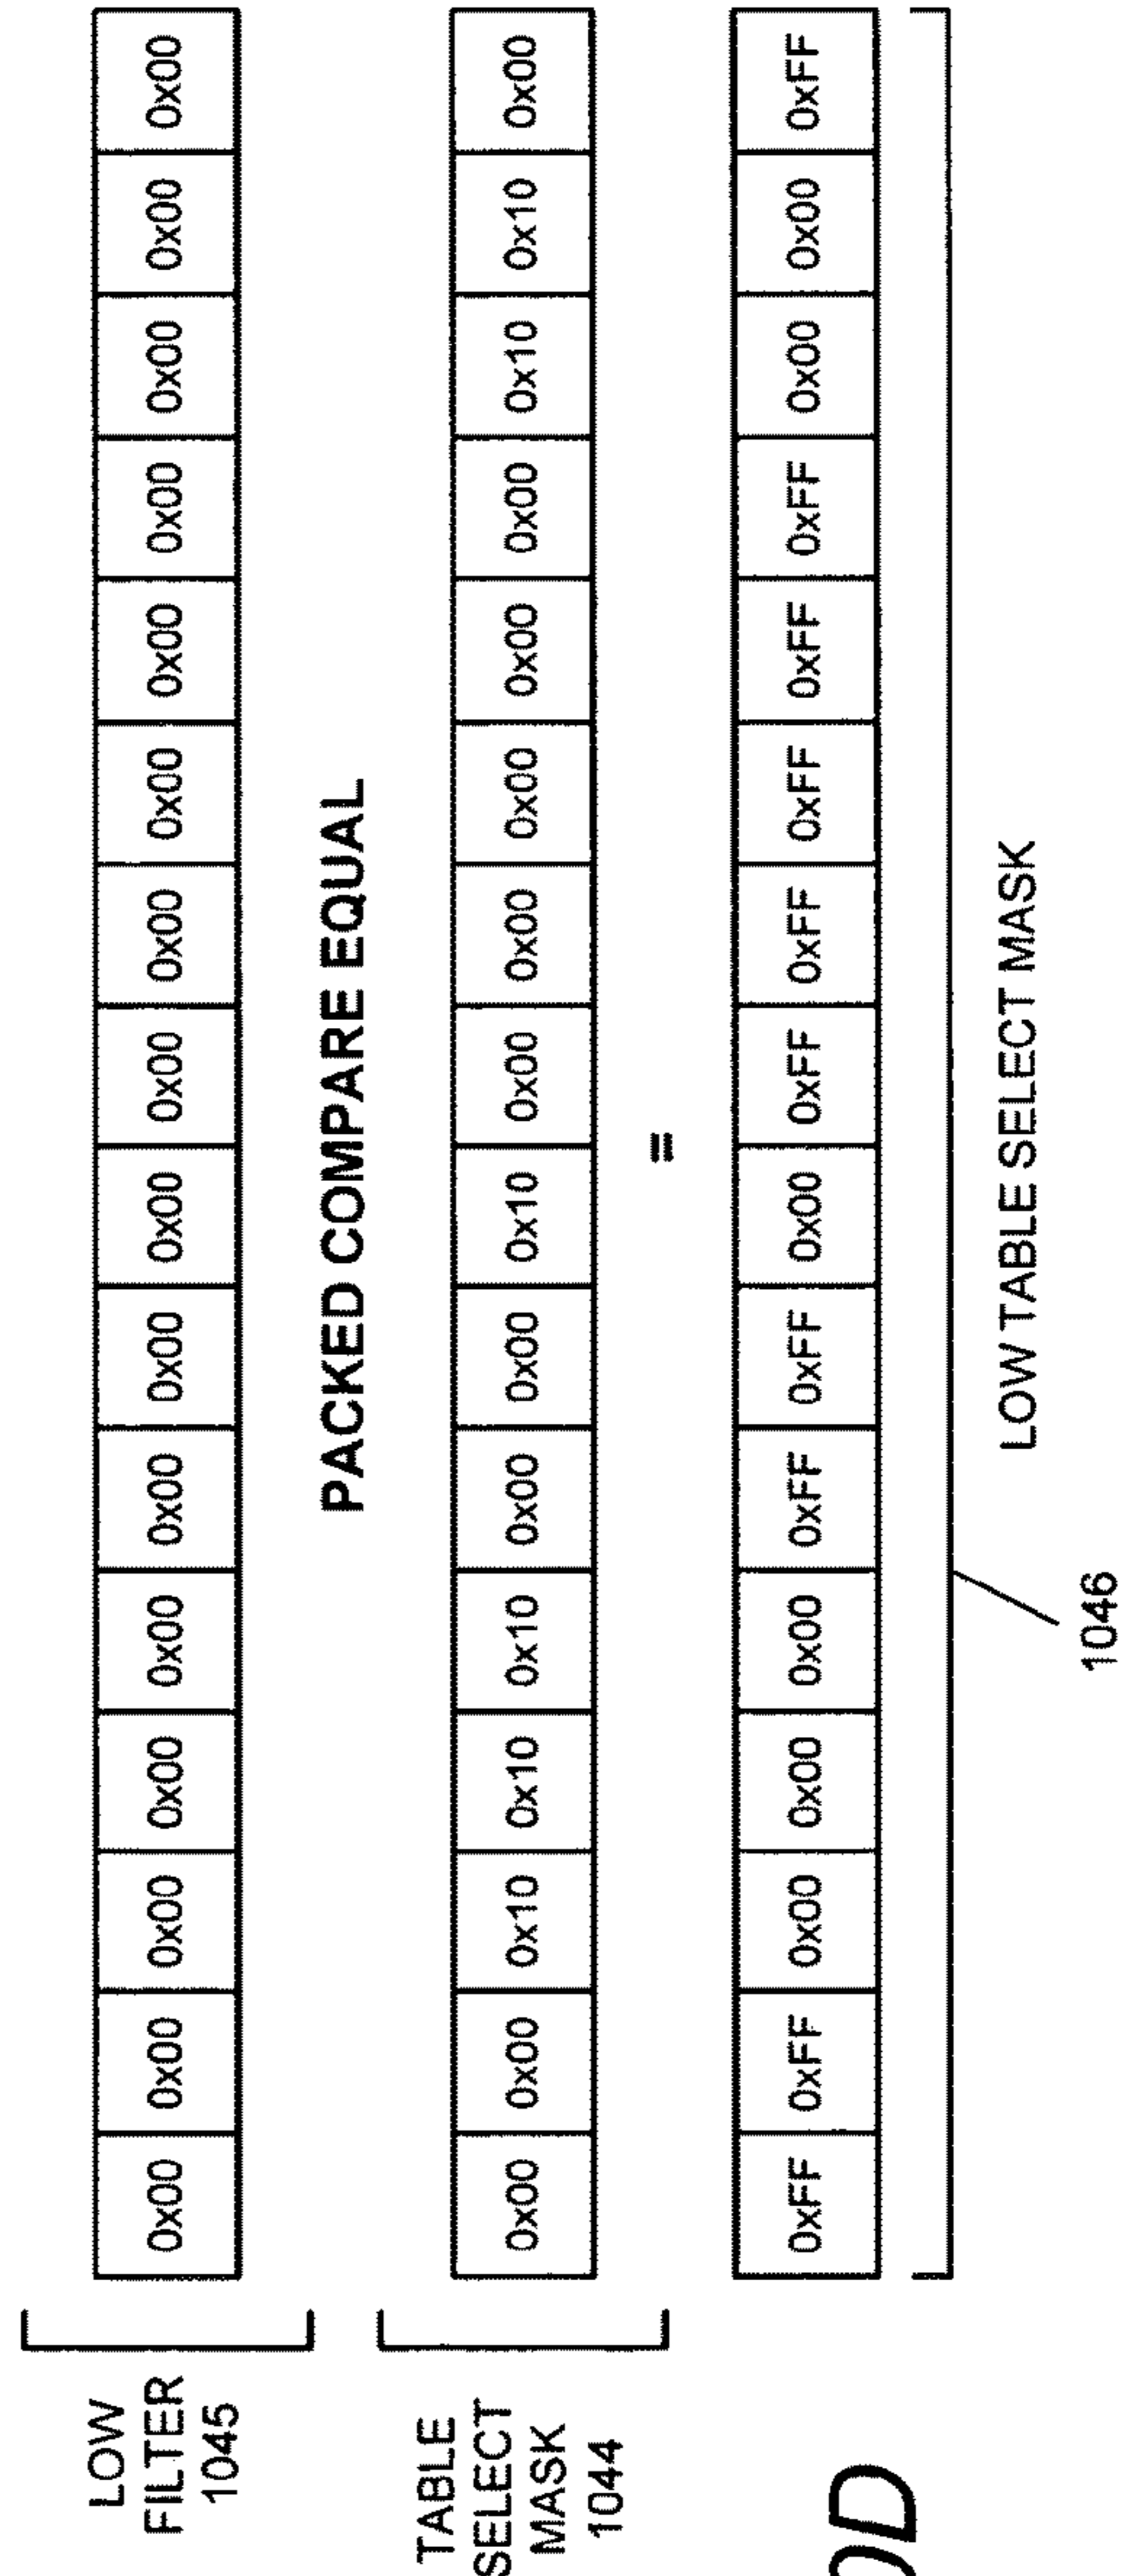 LOW
FILTER
1045
0x00 0x00 0x00 0x00 0x00 0x00 0x00 0x00 0x00 0x00 0x00 0x00 0x00 0x00 0x00 0x00
PACKED COMPARE EQUAL
TABLE
SELECT
MASK
1044
0x00 0x00 0x10 0x10 0x10 0x00 0x00 0x10 0x00 0x00 0x00 0x00 0x00 0x10 0x10 0x00
=
0xFF 0xFF 0x00 0x00 0x00 0xFF 0xFF 0x00 0xFF 0xFF 0xFF 0xFF 0xFF 0x00 0x00 0xFF
LOW TABLE SELECT MASK
1046
0D